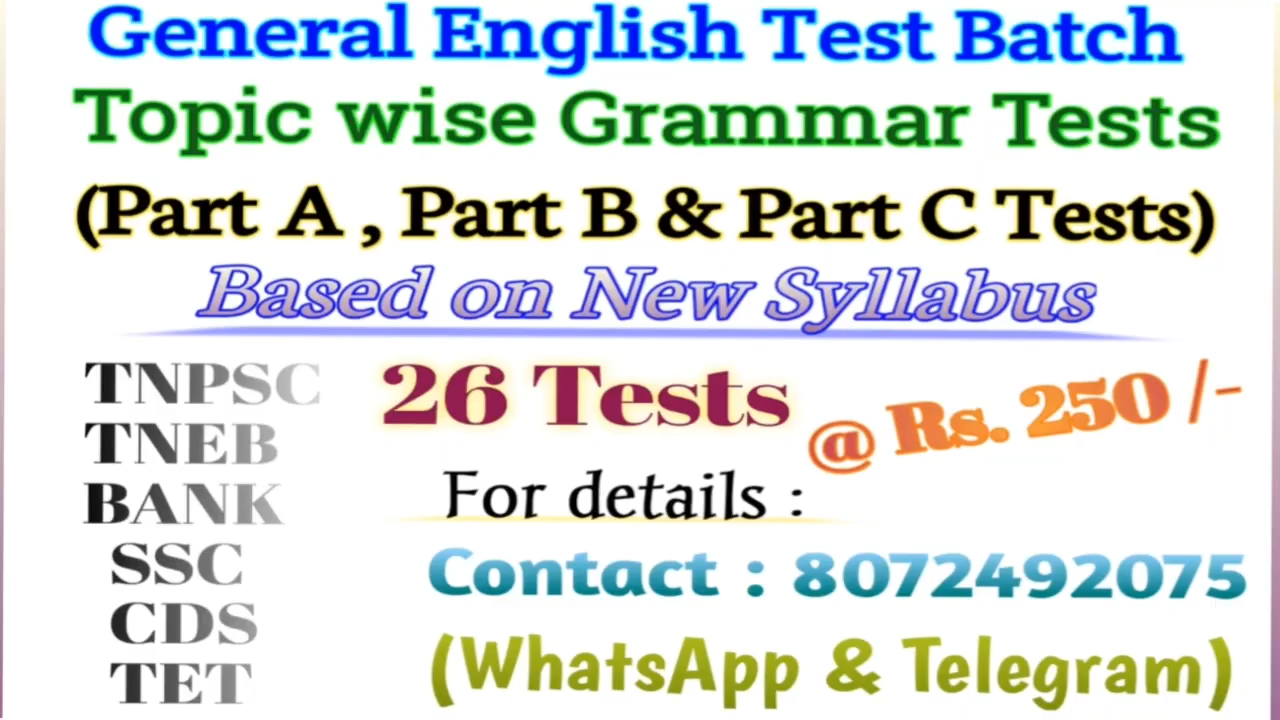 General English Test Batch
Topic wise Grammar Tests
(Part A , Part B & Part C Tests)
Based on New Syllabus
TNPSC
TNEB
BANK
SSC
CDS
TET
26 Tests
@ Rs. 250 /-
For details :
Contact : 8072492075
(WhatsApp & Telegram)